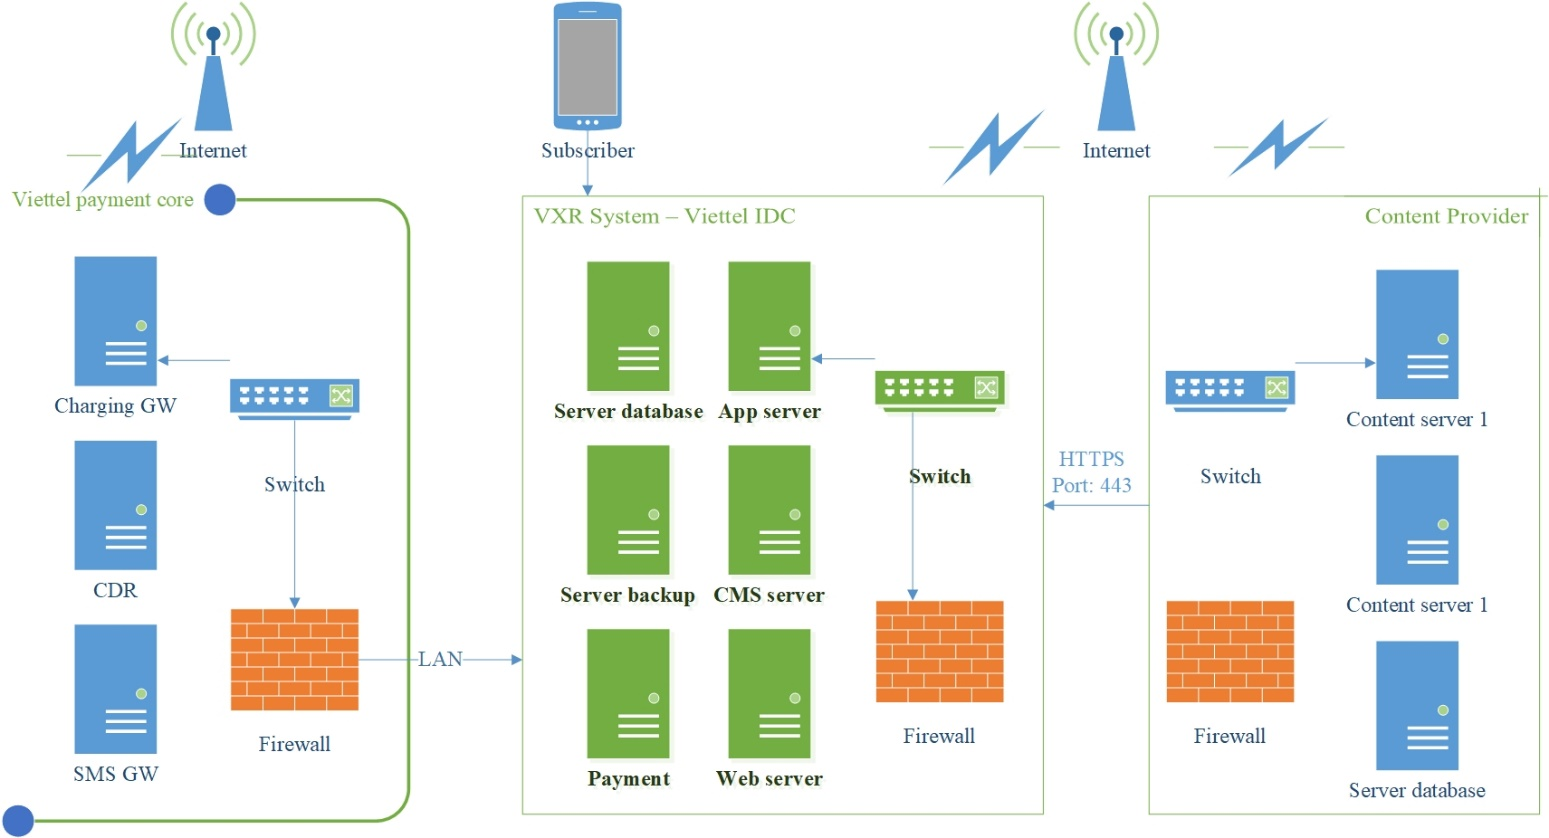 Internet
Subscriber
Internet
Viettel payment core
VXR System – Viettel IDC
Content Provider
Charging GW
Server database
App server
Content server 1
Switch
Switch
HTTPS
Port: 443
Switch
CDR
Server backup
CMS server
Content server 1
LAN
Firewall
Firewall
Firewall
SMS GW
Payment
Web server
Server database